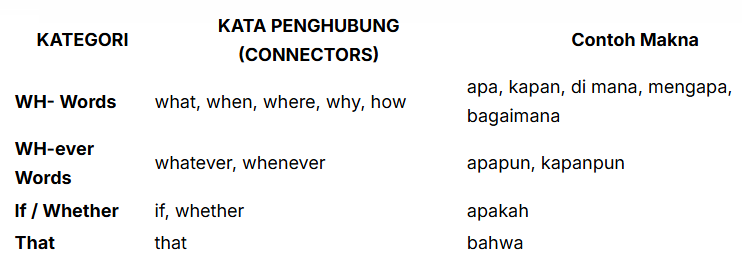 KATEGORI KATA PENGHUBUNG (CONNECTORS) Contoh Makna
WH- Words what, when, where, why, how apa, kapan, di mana, mengapa, bagaimana
WH-ever Words whatever, whenever apapun, kapanpun
If / Whether if, whether apakah
That that bahwa